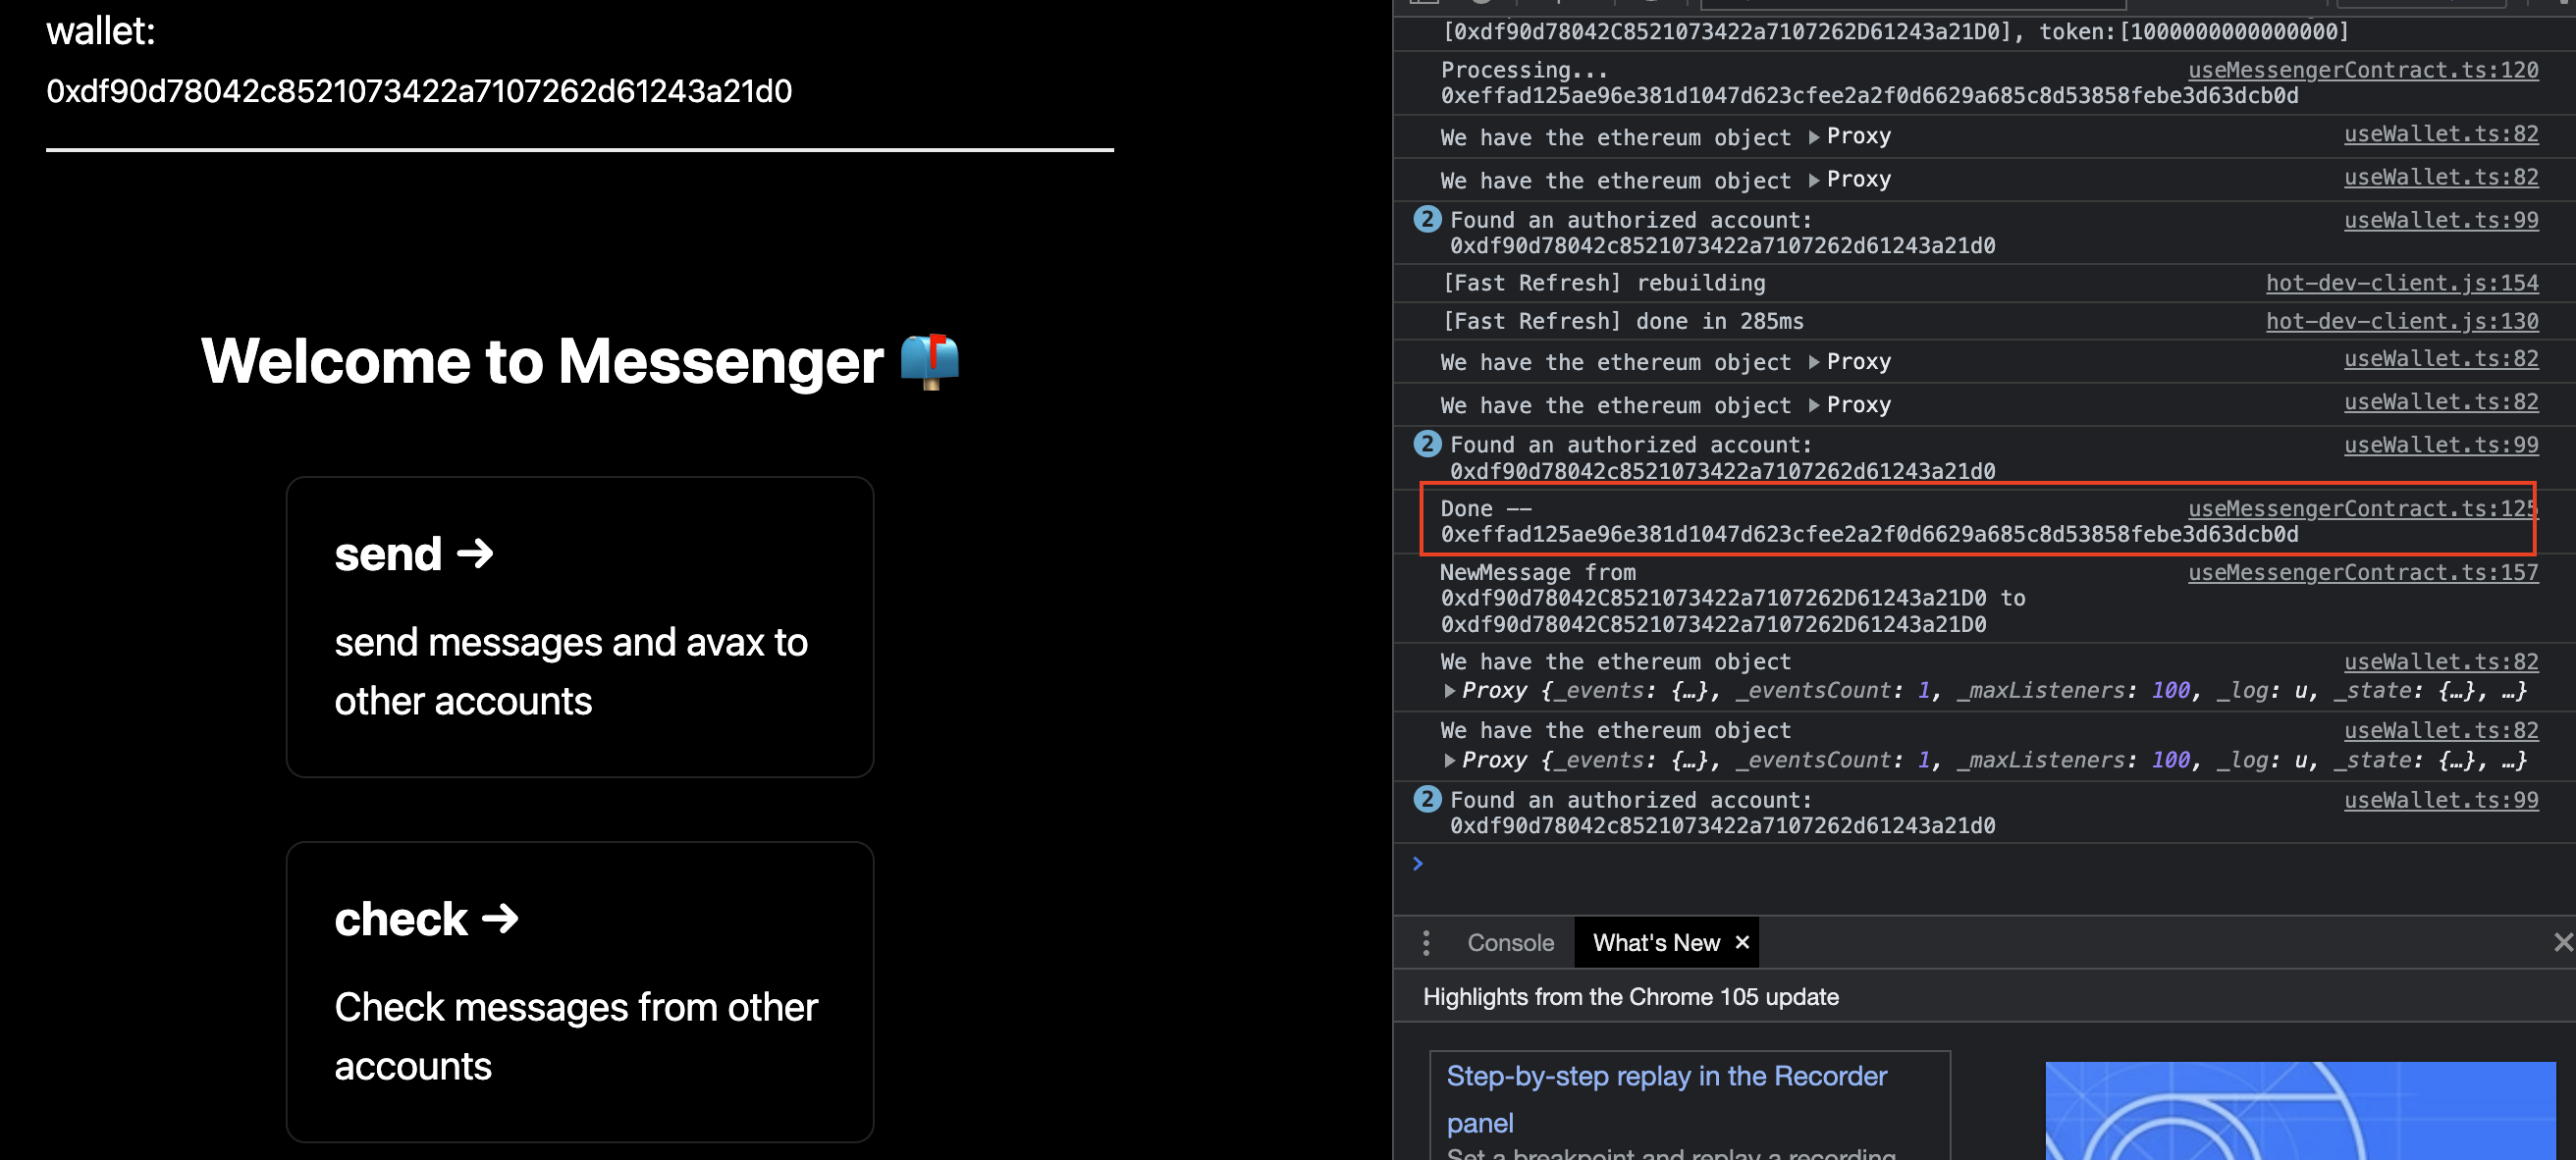 wallet:
0xdf90d78042c8521073422a7107262d61243a21d0
Welcome to Messenger
send →
send messages and avax to
other accounts
check →
Check messages from other
accounts
[0xdf90d78042C8521073422a7107262D61243a21D0], token:[1000000000000000]
Processing... useMessengerContract.ts:120
0xeffad125ae96e381d1047d623cfee2a2f0d6629a685c8d53858febe3d63dcb0d
We have the ethereum object ▶ Proxy useWallet.ts:82
We have the ethereum object ▶ Proxy useWallet.ts:82
2 Found an authorized account: useWallet.ts:99
0xdf90d78042c8521073422a7107262d61243a21d0
[Fast Refresh] rebuilding hot-dev-client.js:154
[Fast Refresh] done in 285ms hot-dev-client.js:130
We have the ethereum object ▶ Proxy useWallet.ts:82
We have the ethereum object ▶ Proxy useWallet.ts:82
2 Found an authorized account: useWallet.ts:99
0xdf90d78042c8521073422a7107262d61243a21d0
Done -- useMessengerContract.ts:125
0xeffad125ae96e381d1047d623cfee2a2f0d6629a685c8d53858febe3d63dcb0d
NewMessage from useMessengerContract.ts:157
0xdf90d78042C8521073422a7107262D61243a21D0 to
0xdf90d78042C8521073422a7107262D61243a21D0
We have the ethereum object useWallet.ts:82
▶ Proxy {_events: {…}, _eventsCount: 1, _maxListeners: 100, _log: u, _state: {…}, …}
We have the ethereum object useWallet.ts:82
▶ Proxy {_events: {…}, _eventsCount: 1, _maxListeners: 100, _log: u, _state: {…}, …}
2 Found an authorized account: useWallet.ts:99
0xdf90d78042c8521073422a7107262d61243a21d0
Console What's New ×
Highlights from the Chrome 105 update
Step-by-step replay in the Recorder
panel
Set a breakpoint and replay a recording